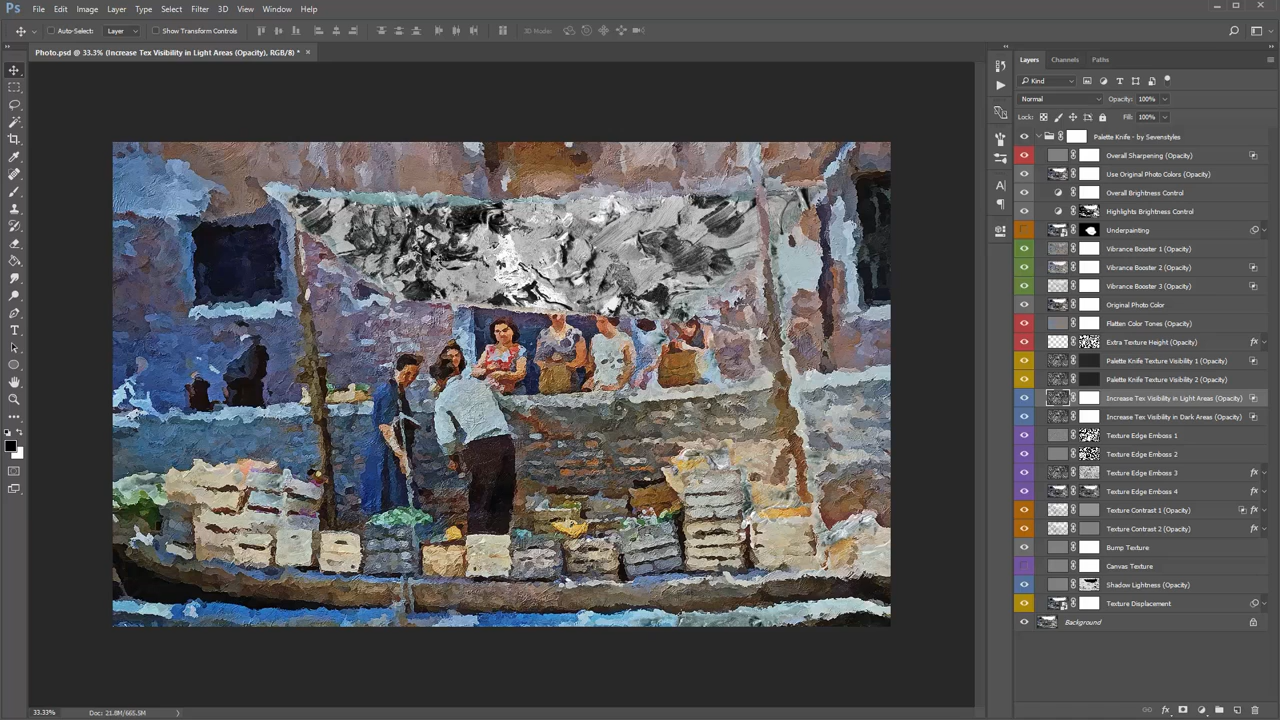 Ps File Edit Image Layer Type Select Filter 3D View Window Help
Auto-Select: Layer Show Transform Controls 3D Mode:
Photo.psd @ 33.3% (Increase Tex Visibility in Light Areas (Opacity), RGB/8) * ×
Layers Channels Paths
Kind
Normal Opacity: 100%
Lock: Fill: 100%
Palette Knife - by Sevenstyles
Overall Sharpening (Opacity)
Use Original Photo Colors (Opacity)
Overall Brightness Control
Highlights Brightness Control
Underpainting
Vibrance Booster 1 (Opacity)
Vibrance Booster 2 (Opacity)
Vibrance Booster 3 (Opacity)
Original Photo Color
Flatten Color Tones (Opacity)
Extra Texture Height (Opacity)
Palette Knife Texture Visibility 1 (Opacity)
Palette Knife Texture Visibility 2 (Opacity)
Increase Tex Visibility in Light Areas (Opacity)
Increase Tex Visibility in Dark Areas (Opacity)
Texture Edge Emboss 1
Texture Edge Emboss 2
Texture Edge Emboss 3
Texture Edge Emboss 4
Texture Contrast 1 (Opacity)
Texture Contrast 2 (Opacity)
Bump Texture
Canvas Texture
Shadow Lightness (Opacity)
Texture Displacement
Background
33.33% Doc: 21.8M/665.5M